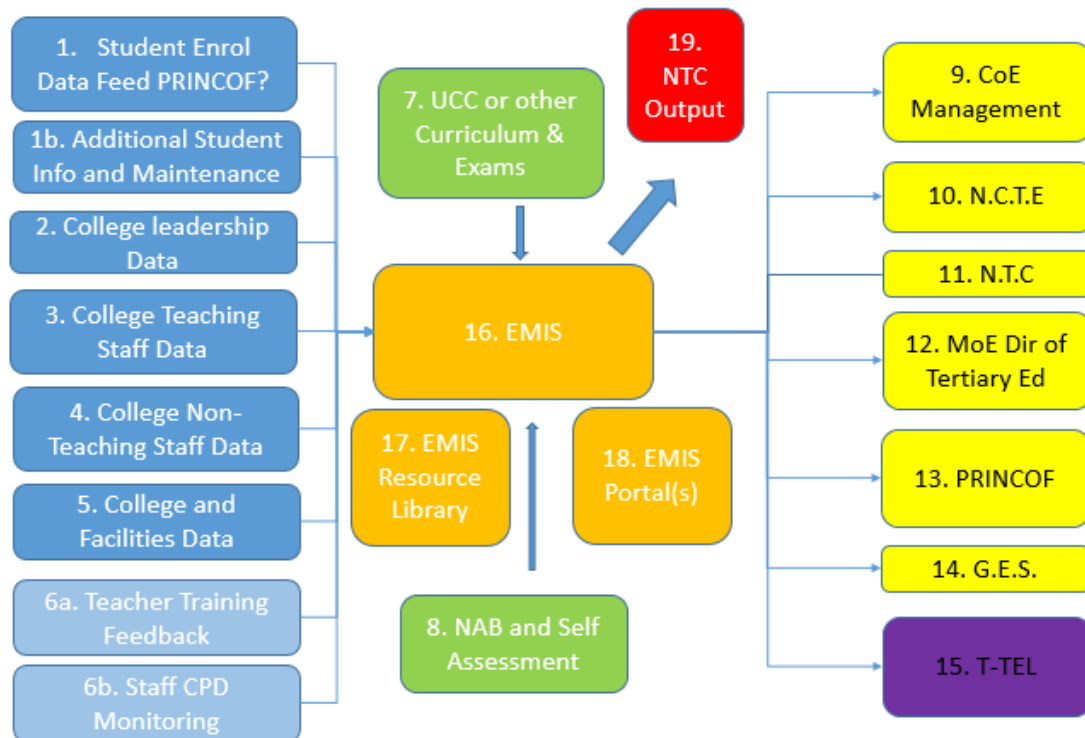 1. Student Enrol
Data Feed PRINCOF?
1b. Additional Student
Info and Maintenance
2. College leadership
Data
3. College Teaching
Staff Data
4. College Non-
Teaching Staff Data
5. College and
Facilities Data
6a. Teacher Training
Feedback
6b. Staff CPD
Monitoring
7. UCC or other
Curriculum &
Exams
19.
NTC
Output
16. EMIS
17. EMIS
Resource
Library
18. EMIS
Portal(s)
8. NAB and Self
Assessment
9. CoE
Management
10. N.C.T.E
11. N.T.C
12. MoE Dir of
Tertiary Ed
13. PRINCOF
14. G.E.S.
15. T-TEL